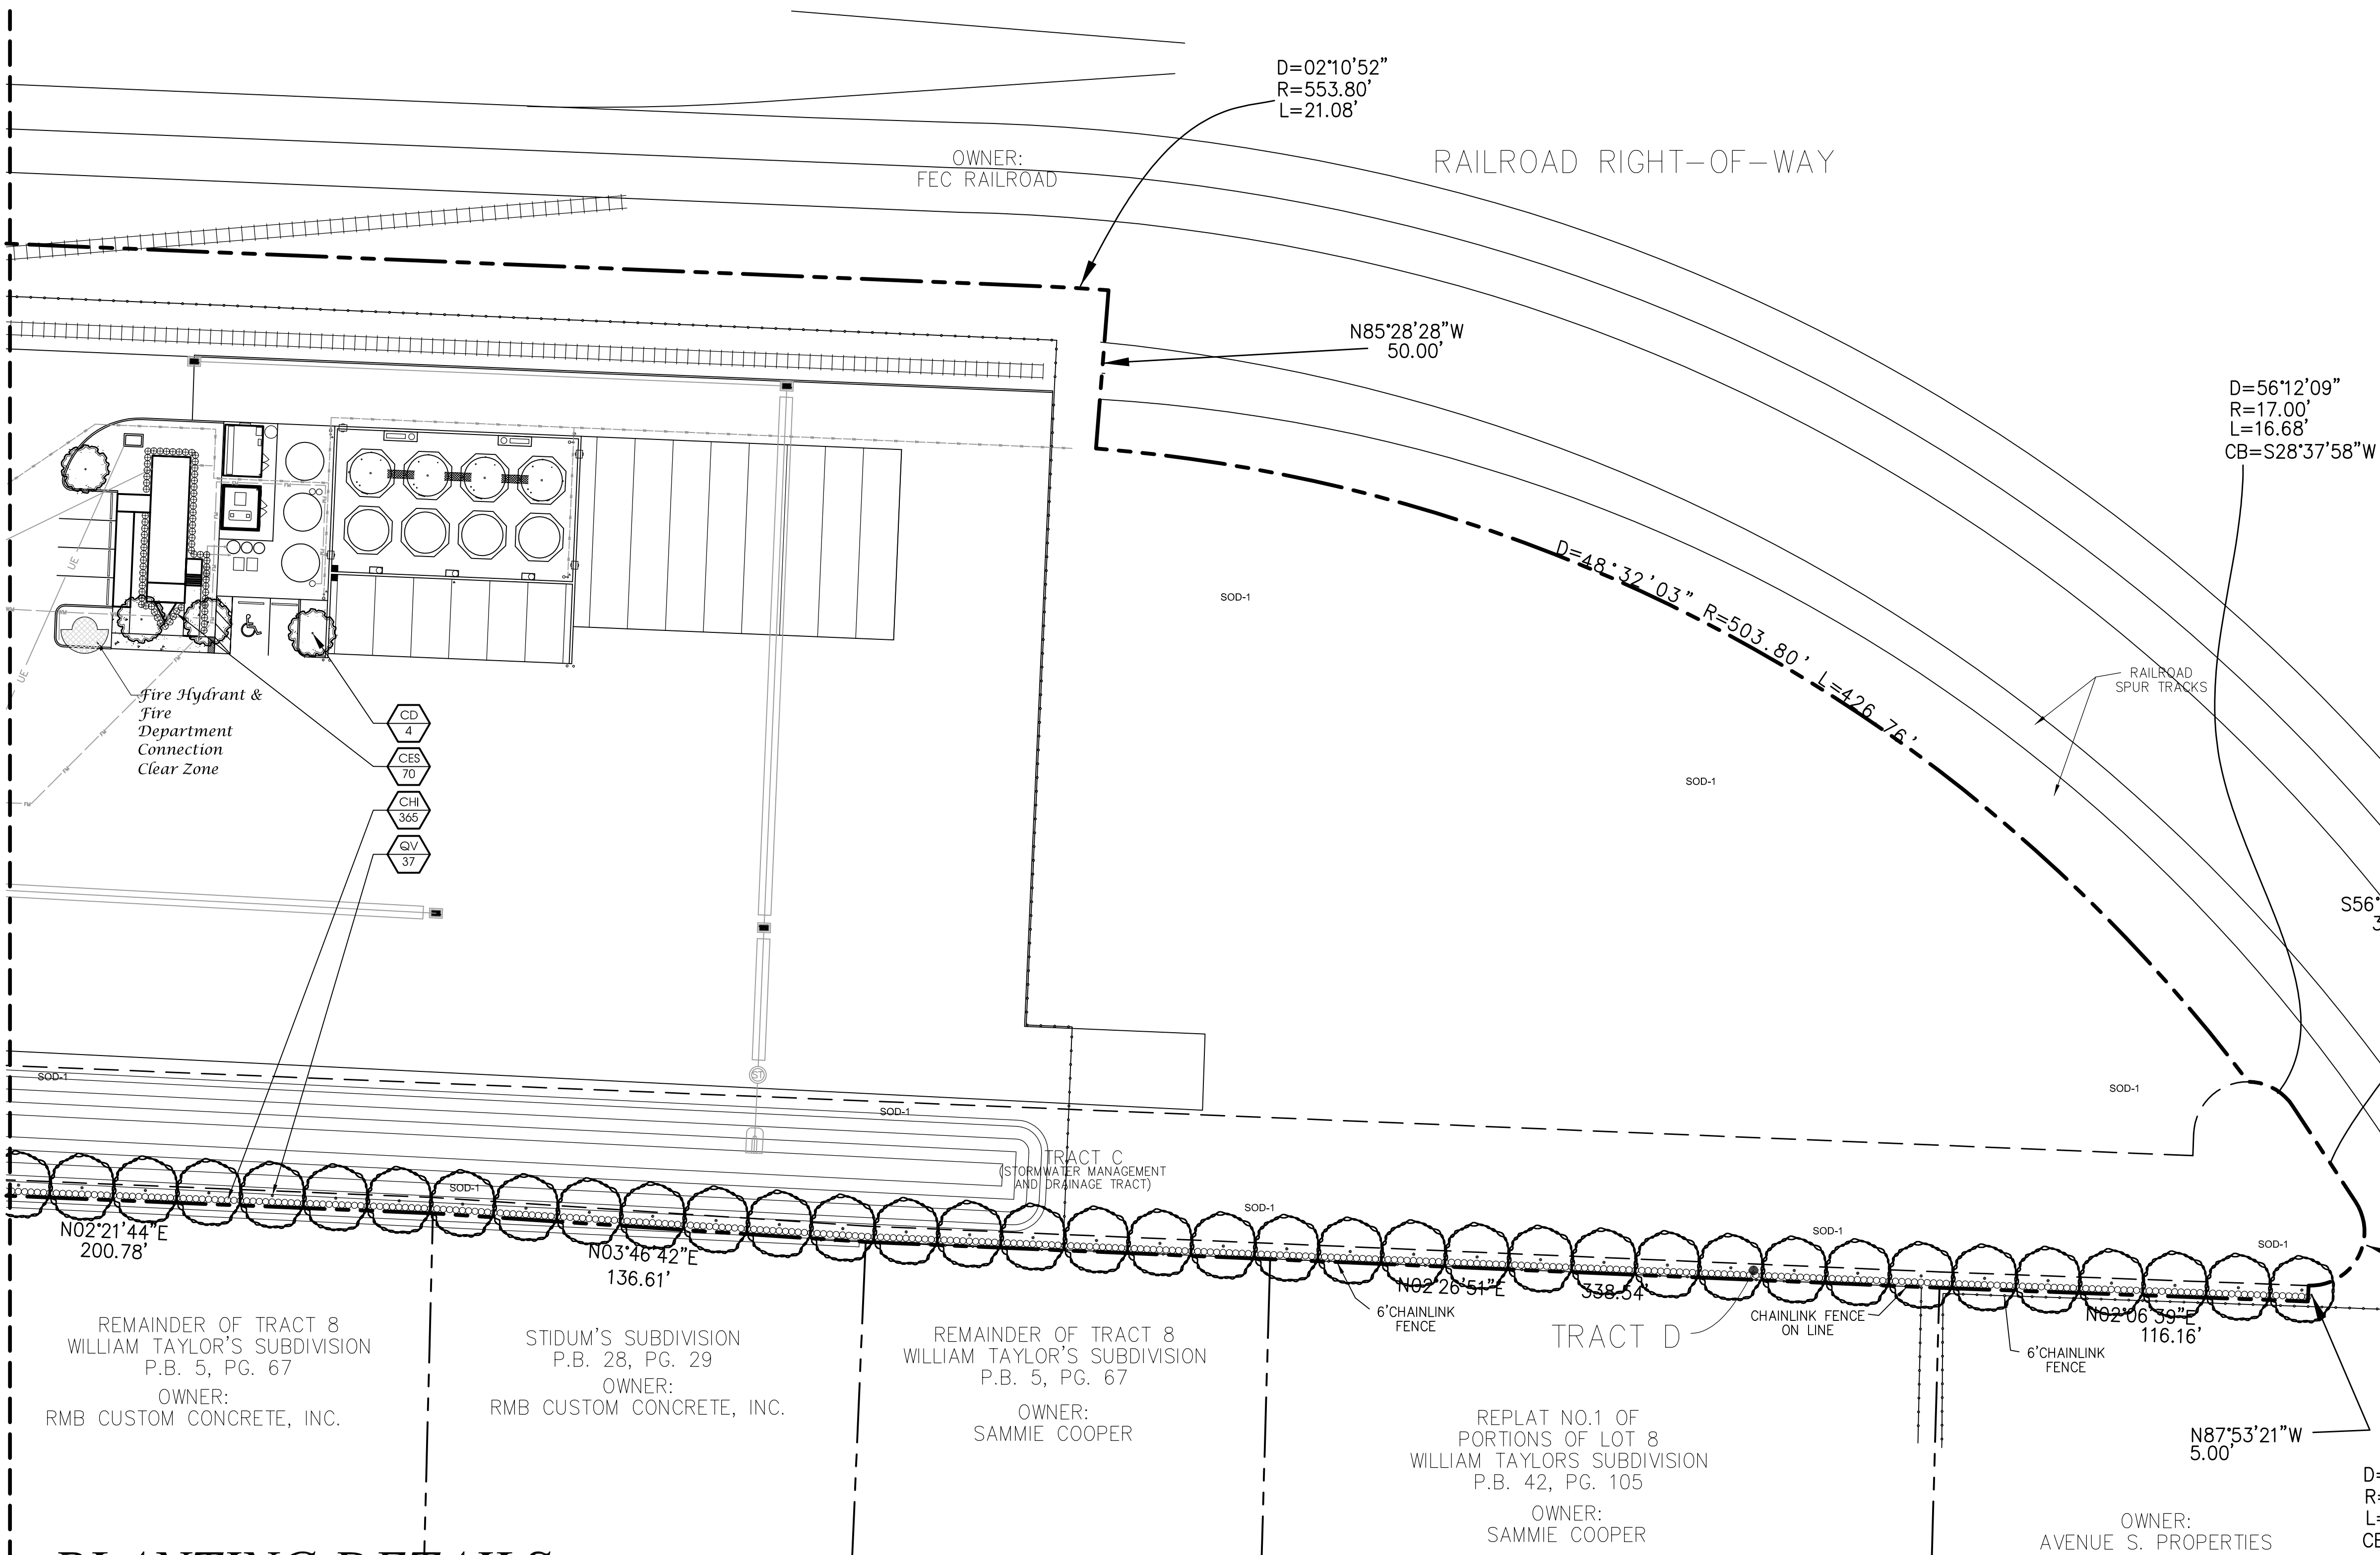 D=02°10'52"
R=553.80'
L=21.08'
OWNER:
FEC RAILROAD
RAILROAD RIGHT-OF-WAY
N85°28'28"W
50.00'
D=56°12'09"
R=17.00'
L=16.68'
CB=S28°37'58"W
D=48°32'03" R=503.80' L=426.76'
SOD-1
RAILROAD
SPUR TRACKS
SOD-1
UE
UE
Fire Hydrant &
Fire
Department
Connection
Clear Zone
CD
4
CES
70
CHI
365
QV
37
S56°
3
ST
SOD-1
SOD-1
SOD-1
TRACT C
(STORMWATER MANAGEMENT
AND DRAINAGE TRACT)
SOD-1
SOD-1
SOD-1
SOD-1
N02°21'44"E
200.78'
N03°46'42"E
136.61'
N02°26'51"E
338.54'
6'CHAINLINK
FENCE
TRACT D
CHAINLINK FENCE
ON LINE
N02°06'39"E
116.16'
6'CHAINLINK
FENCE
REMAINDER OF TRACT 8
WILLIAM TAYLOR'S SUBDIVISION
P.B. 5, PG. 67
OWNER:
RMB CUSTOM CONCRETE, INC.
STIDUM'S SUBDIVISION
P.B. 28, PG. 29
OWNER:
RMB CUSTOM CONCRETE, INC.
REMAINDER OF TRACT 8
WILLIAM TAYLOR'S SUBDIVISION
P.B. 5, PG. 67
OWNER:
SAMMIE COOPER
REPLAT NO.1 OF
PORTIONS OF LOT 8
WILLIAM TAYLORS SUBDIVISION
P.B. 42, PG. 105
OWNER:
SAMMIE COOPER
N87°53'21"W
5.00'
D=
R=
L=
CB
OWNER:
AVENUE S. PROPERTIES
PLANTING DETAILS